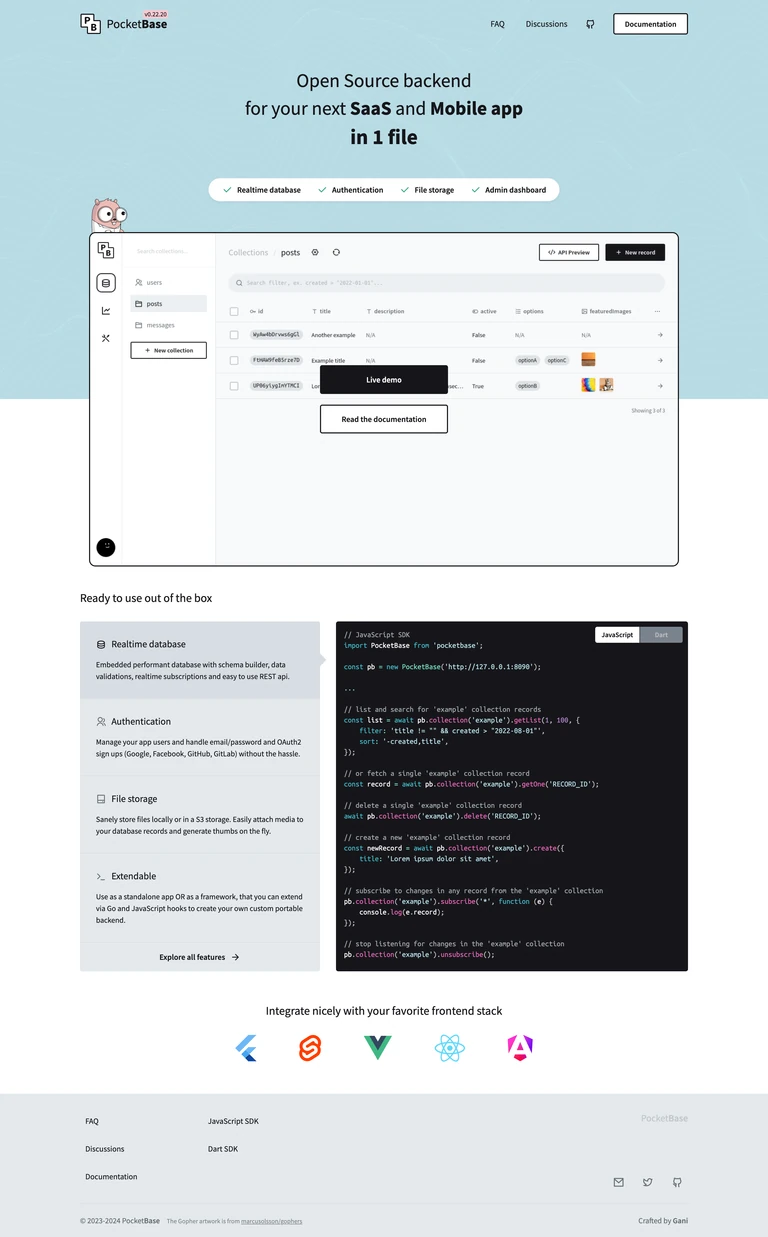 PocketBase
v0.22.20
FAQ
Discussions
Documentation
Open Source backend
for your next SaaS and Mobile app
in 1 file
Realtime database
Authentication
File storage
Admin dashboard
Search collections...
users
posts
messages
New collection
Collections / posts
API Preview
New record
Search filter, ex. created > "2022-01-01"...
id title description active options featuredImages
WyAw4bDrvws6gGl Another example N/A False N/A N/A
FtHAW9feB5rze7D Example title N/A False optionA optionC
UP06yiygInYTMCI True optionB
Live demo
Read the documentation
Showing 3 of 3
Ready to use out of the box
Realtime database
Embedded performant database with schema builder, data
validations, realtime subscriptions and easy to use REST api.
Authentication
Manage your app users and handle email/password and OAuth2
sign ups (Google, Facebook, GitHub, GitLab) without the hassle.
File storage
Sanely store files locally or in a S3 storage. Easily attach media to
your database records and generate thumbs on the fly.
Extendable
Use as a standalone app OR as a framework, that you can extend
via Go and JavaScript hooks to create your own custom portable
backend.
Explore all features
JavaScript
Dart
// JavaScript SDK
import PocketBase from 'pocketbase';
const pb = new PocketBase('http://127.0.0.1:8090');
...
// list and search for 'example' collection records
const list = await pb.collection('example').getList(1, 100, {
filter: 'title != "" && created > "2022-08-01"',
sort: '-created,title',
});
// or fetch a single 'example' collection record
const record = await pb.collection('example').getOne('RECORD_ID');
// delete a single 'example' collection record
await pb.collection('example').delete('RECORD_ID');
// create a new 'example' collection record
const newRecord = await pb.collection('example').create({
title: 'Lorem ipsum dolor sit amet',
});
// subscribe to changes in any record from the 'example' collection
pb.collection('example').subscribe('*', function (e) {
console.log(e.record);
});
// stop listening for changes in the 'example' collection
pb.collection('example').unsubscribe();
Integrate nicely with your favorite frontend stack
FAQ
Discussions
Documentation
JavaScript SDK
Dart SDK
PocketBase
© 2023-2024 PocketBase
The Gopher artwork is from marcusolsson/gophers
Crafted by Gani